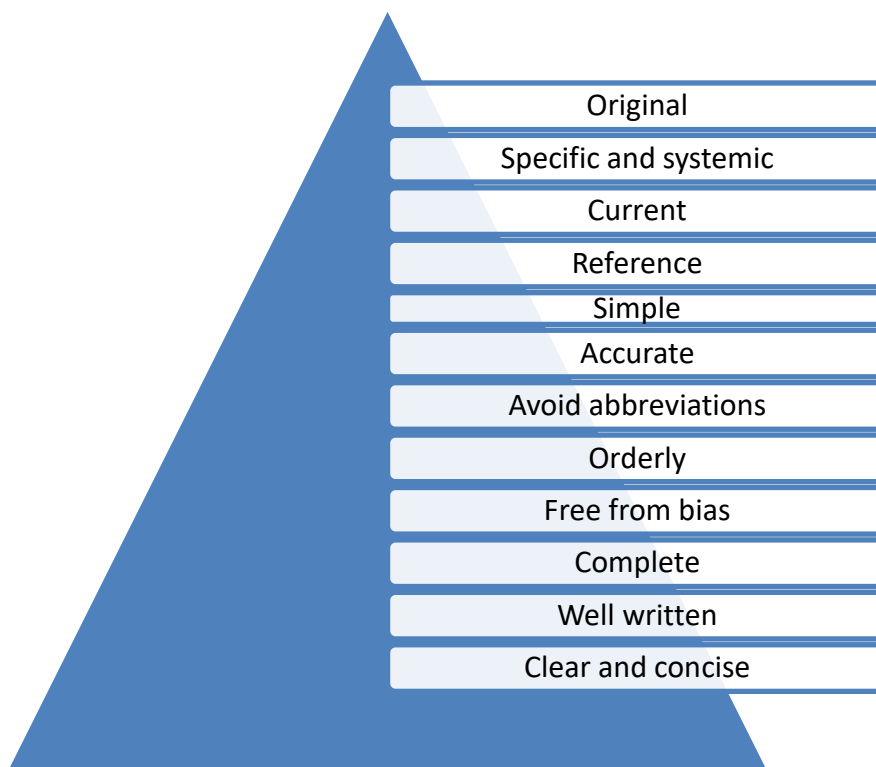 Original
Specific and systemic
Current
Reference
Simple
Accurate
Avoid abbreviations
Orderly
Free from bias
Complete
Well written
Clear and concise